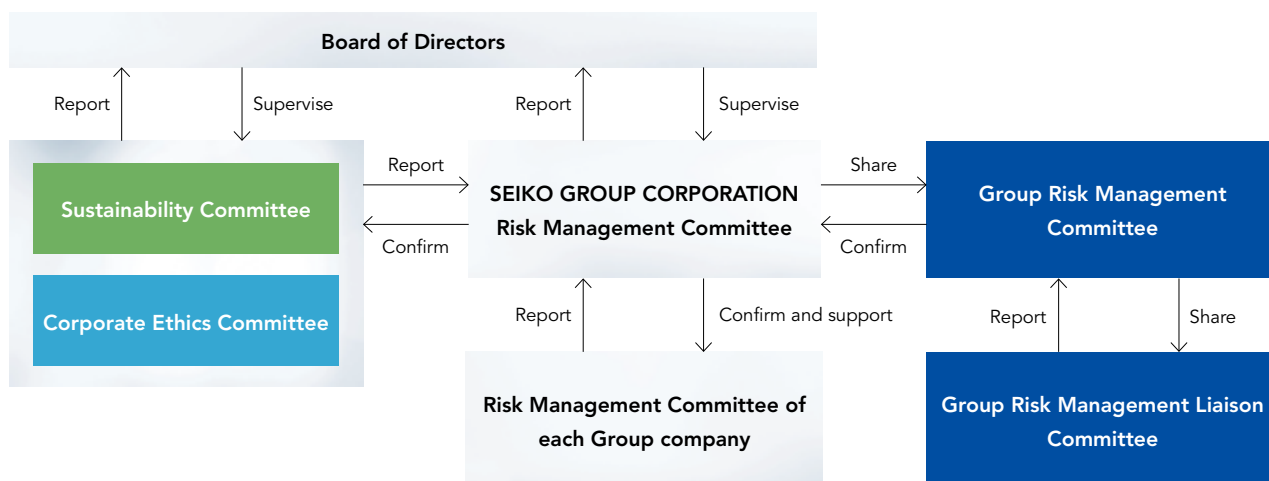 Board of Directors
Report
Supervise
Report
Supervise
Sustainability Committee
Corporate Ethics Committee
Report
Confirm
SEIKO GROUP CORPORATION
Risk Management Committee
Share
Confirm
Group Risk Management
Committee
Report
Confirm and support
Report
Share
Risk Management Committee of
each Group company
Group Risk Management Liaison
Committee